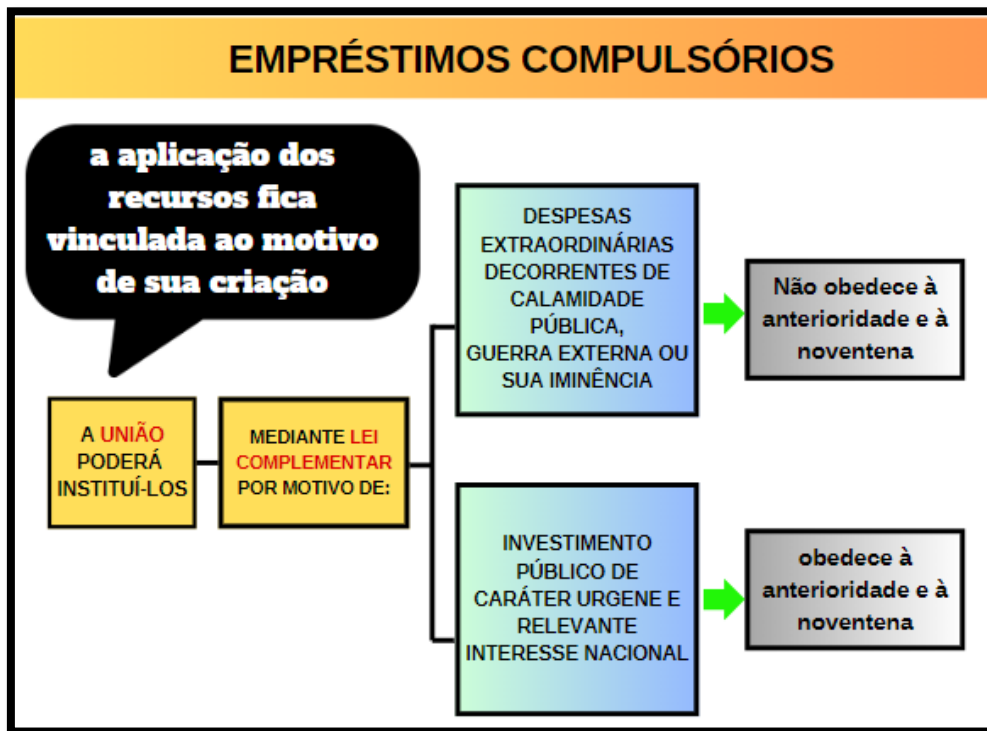 EMPRÉSTIMOS COMPULSÓRIOS
a aplicação dos
recursos fica
vinculada ao motivo
de sua criação
A UNIÃO
PODERÁ
INSTITUÍ-LOS
MEDIANTE LEI
COMPLEMENTAR
POR MOTIVO DE:
DESPESAS
EXTRAORDINÁRIAS
DECORRENTES DE
CALAMIDADE
PÚBLICA,
GUERRA EXTERNA OU
SUA IMINÊNCIA
Não obedece à
anterioridade e à
noventena
INVESTIMENTO
PÚBLICO DE
CARÁTER URGENE E
RELEVANTE
INTERESSE NACIONAL
obedece à
anterioridade e à
noventena